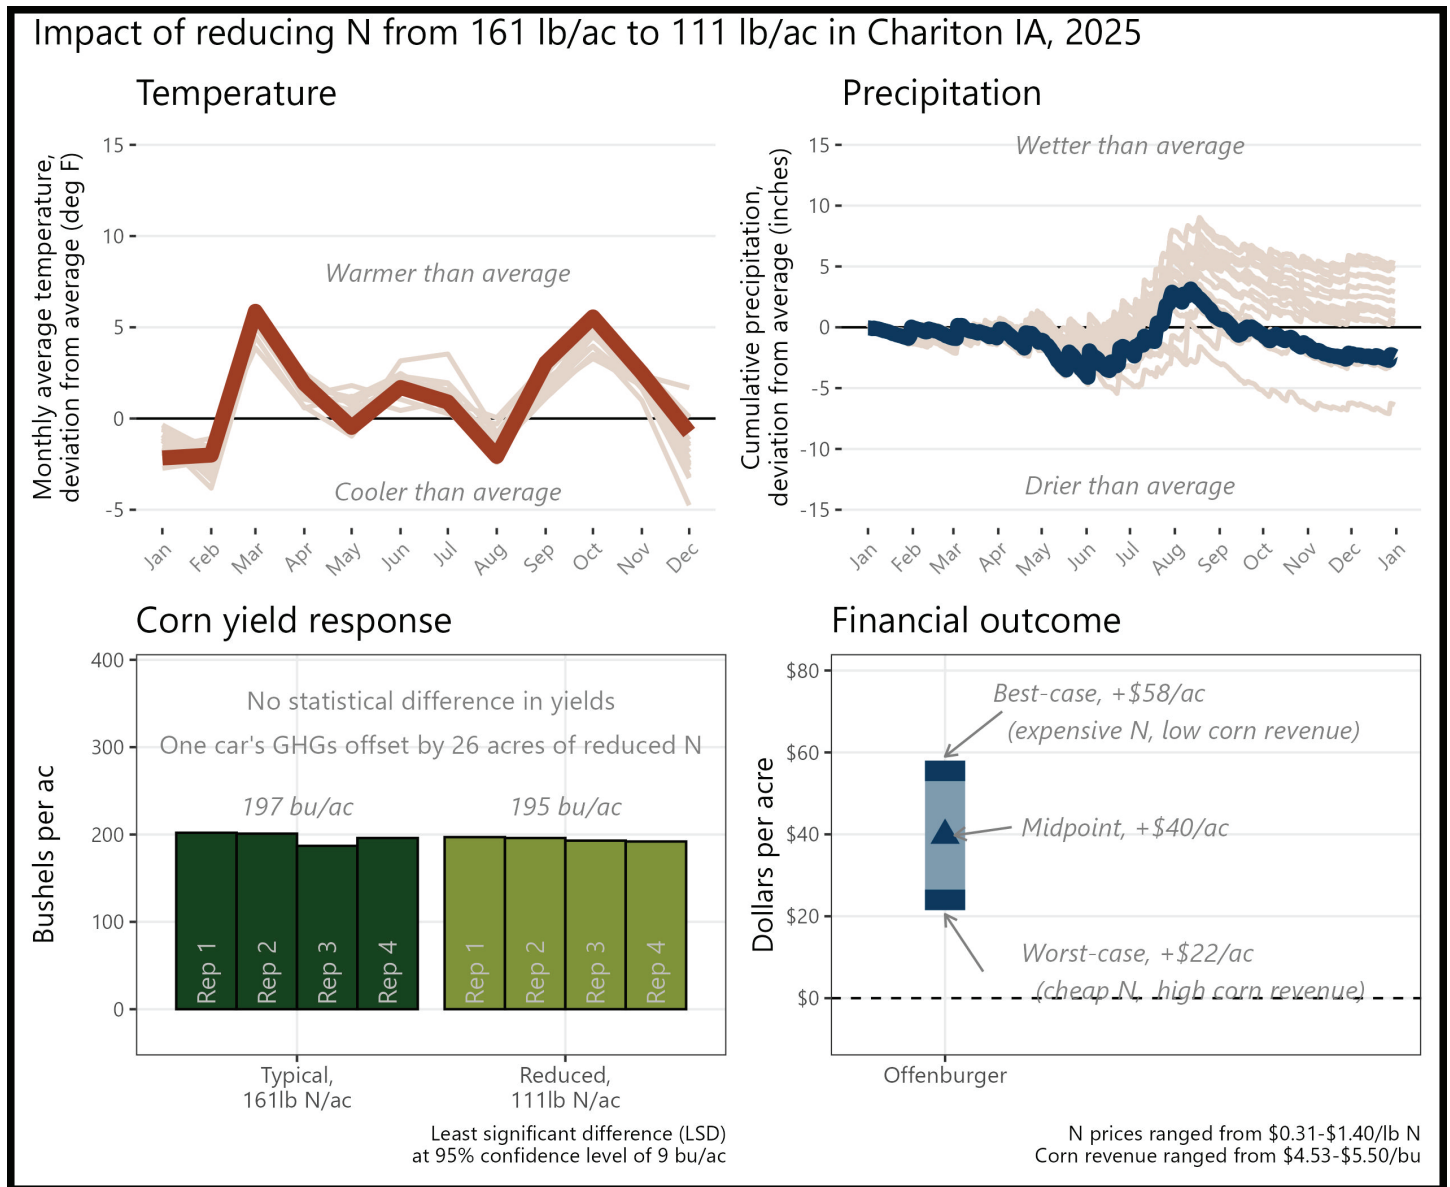 Impact of reducing N from 161 lb/ac to 111 lb/ac in Chariton IA, 2025
Temperature
Monthly average temperature,
deviation from average (deg F)
15
10
5
0
-5
Warmer than average
Cooler than average
Jan
Feb
Mar
Apr
May
Jun
Jul
Aug
Sep
Oct
Nov
Dec
Precipitation
Cumulative precipitation,
deviation from average (inches)
15
10
5
0
-5
-10
-15
Wetter than average
Drier than average
Jan
Feb
Mar
Apr
May
Jun
Jul
Aug
Sep
Oct
Nov
Dec
Jan
Corn yield response
Bushels per ac
400
300
200
100
0
No statistical difference in yields
One car's GHGs offset by 26 acres of reduced N
197 bu/ac
195 bu/ac
Rep 1
Rep 2
Rep 3
Rep 4
Rep 1
Rep 2
Rep 3
Rep 4
Typical,
161lb N/ac
Reduced,
111lb N/ac
Least significant difference (LSD)
at 95% confidence level of 9 bu/ac
Financial outcome
Dollars per acre
$80
$60
$40
$20
$0
Best-case, +$58/ac
(expensive N, low corn revenue)
Midpoint, +$40/ac
Worst-case, +$22/ac
(cheap N, high corn revenue)
Offenburger
N prices ranged from $0.31-$1.40/lb N
Corn revenue ranged from $4.53-$5.50/bu